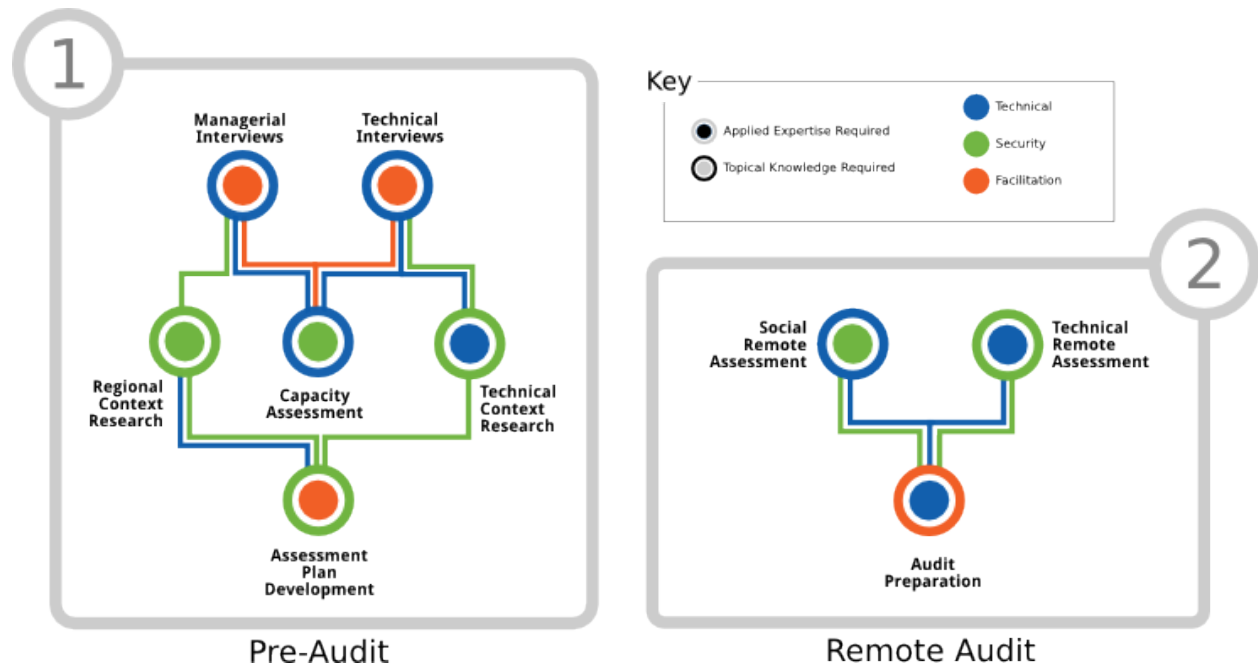 1
Managerial
Interviews
Technical
Interviews
Regional
Context
Research
Capacity
Assessment
Technical
Context
Research
Assessment
Plan
Development
Pre-Audit
Key
Applied Expertise Required
Topical Knowledge Required
Technical
Security
Facilitation
2
Social
Remote
Assessment
Technical
Remote
Assessment
Audit
Preparation
Remote Audit